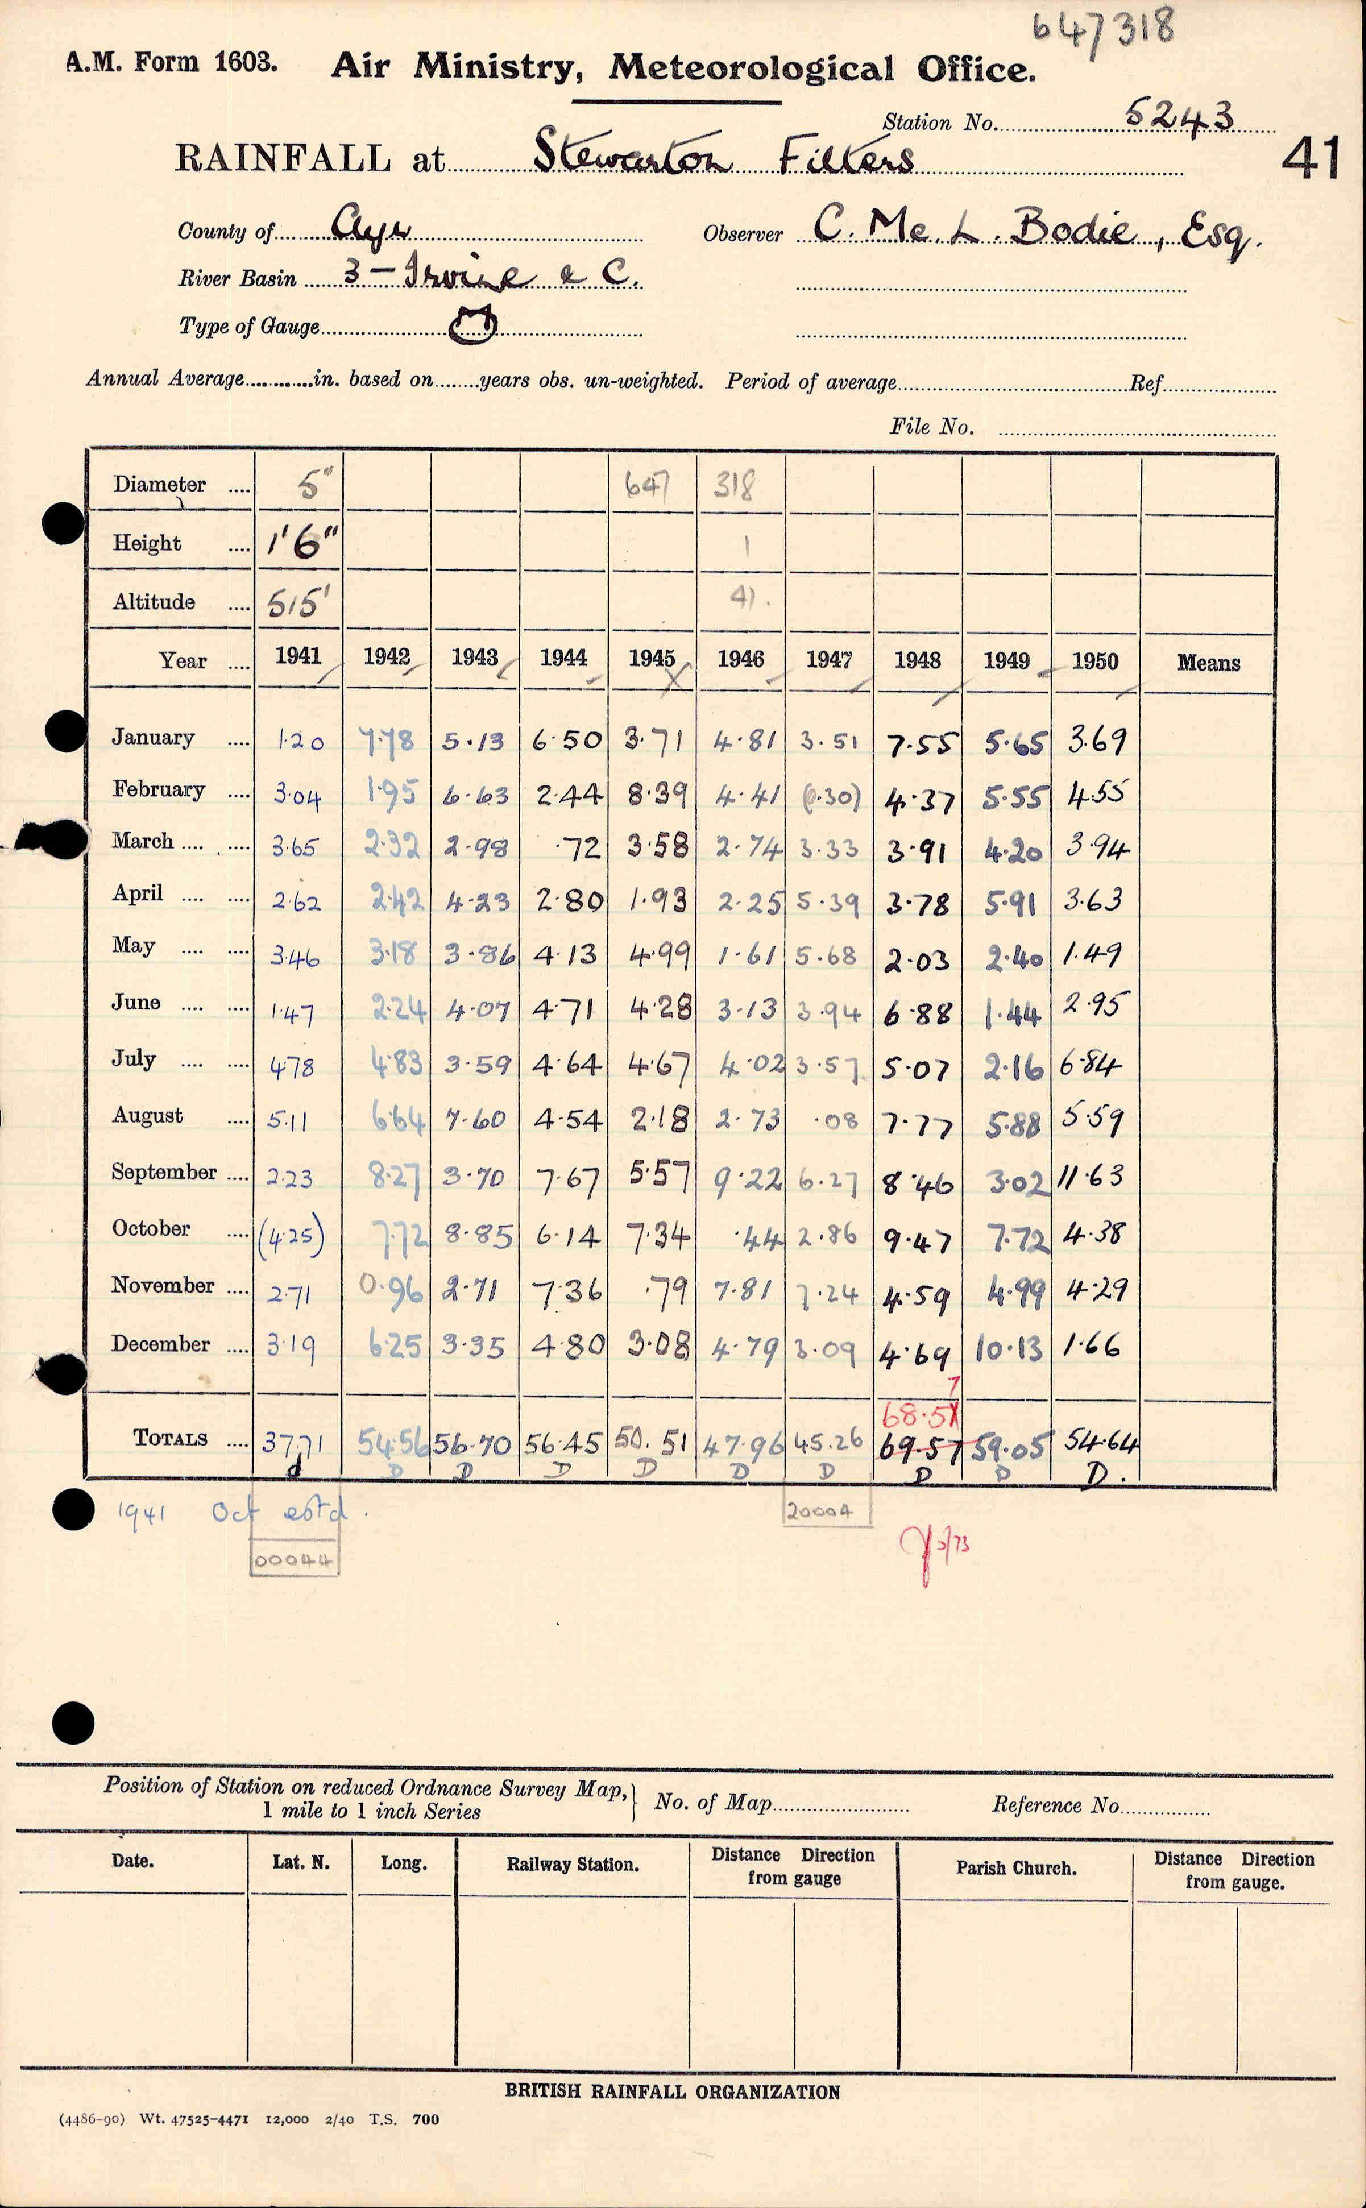 647318
A.M. Form 1603. Air Ministry, Meteorological Office.
Station No. 5243
RAINFALL at Stewarton Filters
41
County of Ayr Observer C. Mc. L. Bodie, Esq.
River Basin 3 - Irvine & C.
Type of Gauge M
Annual Average in. based on years obs. un-weighted. Period of average Ref.
File No.
Diameter 5" 647 318
Height 1'6" 1
Altitude 515' 41.
Year 1941 1942 1943 1944 1945 1946 1947 1948 1949 1950 Means
January 1.20 7.78 5.13 6.50 3.71 4.81 3.51 7.55 5.65 3.69
February 3.04 1.95 6.63 2.44 8.39 4.41 (0.30) 4.37 5.55 4.55
March 3.65 2.32 2.98 .72 3.58 2.74 3.33 3.91 4.20 3.94
April 2.62 2.42 4.23 2.80 1.93 2.25 5.39 3.78 5.91 3.63
May 3.46 3.18 3.86 4.13 4.99 1.61 5.68 2.03 2.40 1.49
June 1.47 2.24 4.07 4.71 4.28 3.13 3.94 6.88 1.44 2.95
July 4.78 4.83 3.59 4.64 4.67 4.02 3.57 5.07 2.16 6.84
August 5.11 6.64 7.60 4.54 2.18 2.73 .08 7.77 5.88 5.59
September 2.23 8.27 3.70 7.67 5.57 9.22 6.27 8.46 3.02 11.63
October (4.25) 7.72 8.85 6.14 7.34 .44 2.86 9.47 7.72 4.38
November 2.71 0.96 2.71 7.36 .79 7.81 7.24 4.59 4.99 4.29
December 3.19 6.25 3.35 4.80 3.08 4.79 3.09 4.69 10.13 1.66
7
68.51
TOTALS 37.71 54.56 56.70 56.45 50.51 47.96 45.26 69.57 59.05 54.64
d D D D D D D D D D.
1941 Oct estd. 20004
00044
3/73
Position of Station on reduced Ordnance Survey Map, No. of Map Reference No.
1 mile to 1 inch Series
Date. Lat. N. Long. Railway Station. Distance Direction from gauge Parish Church. Distance Direction from gauge.
BRITISH RAINFALL ORGANIZATION
(4486-90) Wt. 47525-4471 12,000 2/40 T.S. 700